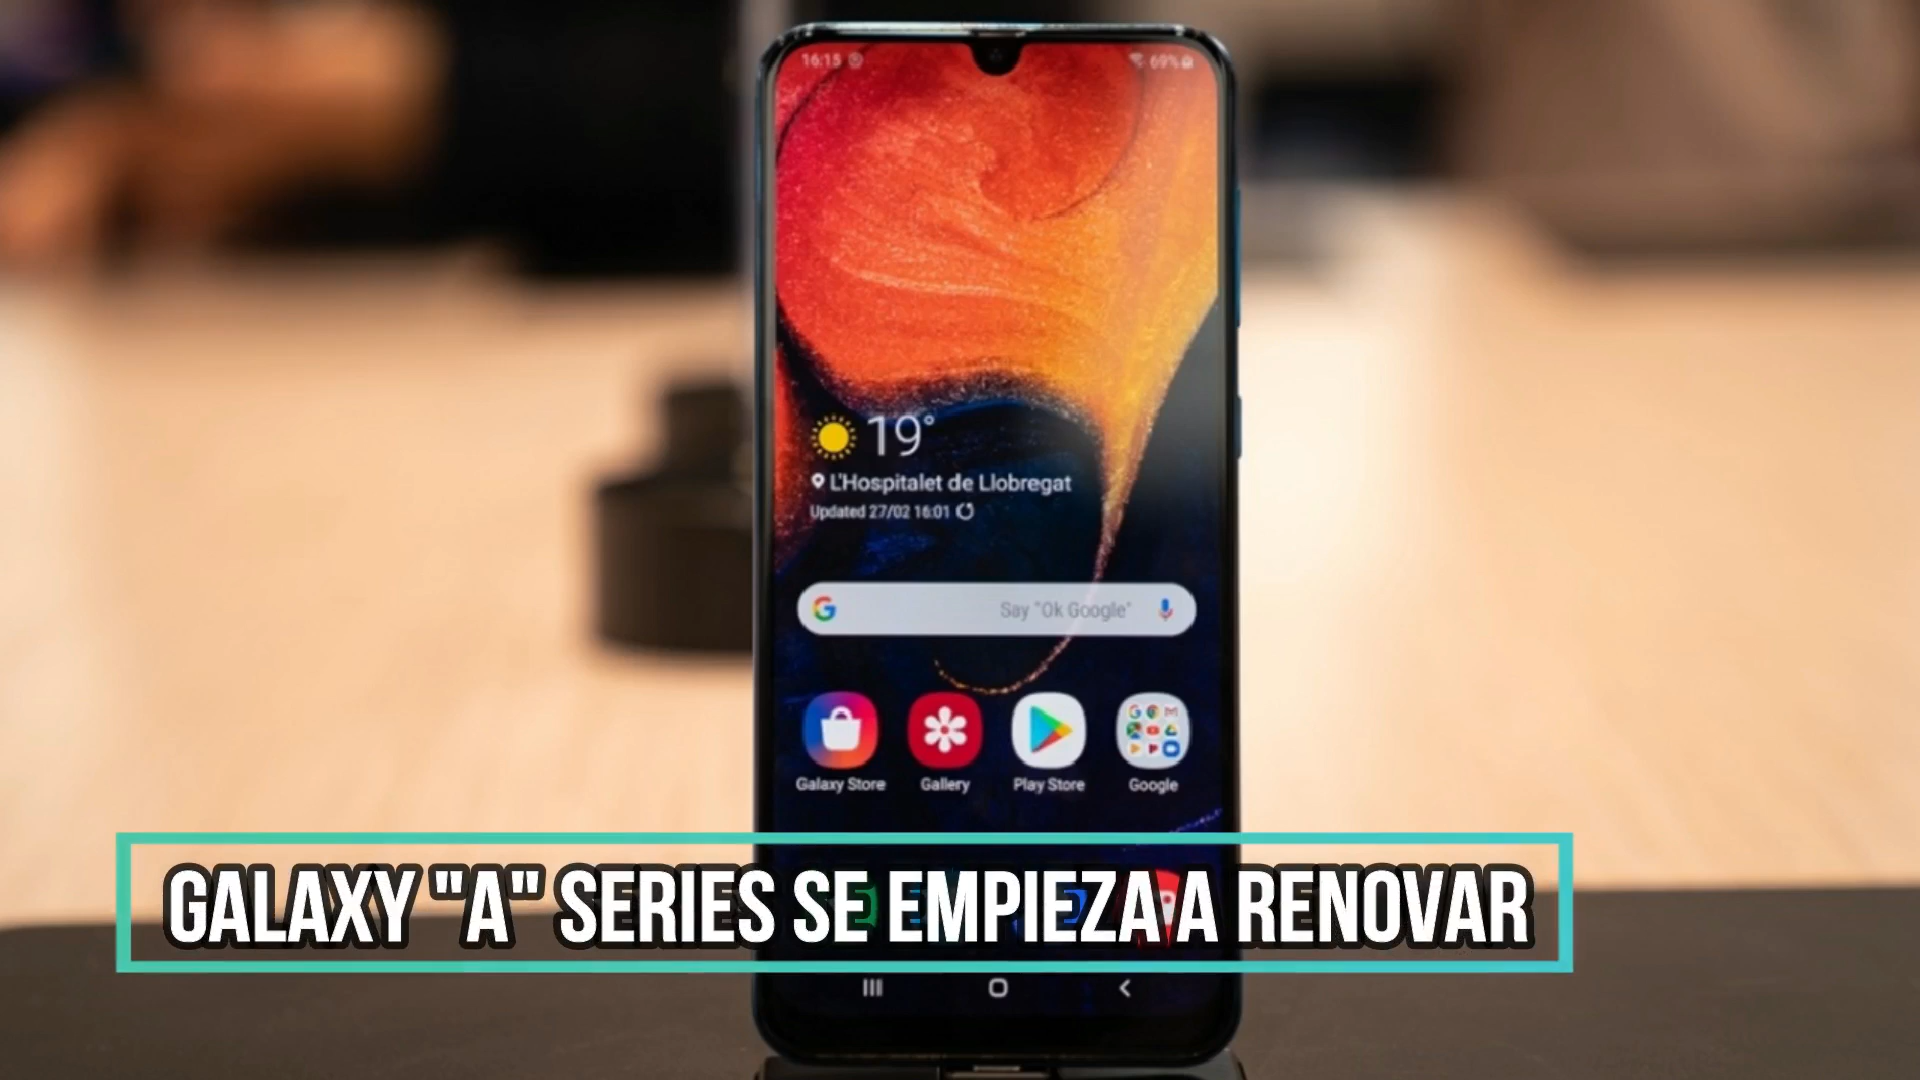 16:15
69%
19°
L'Hospitalet de Llobregat
Updated 27/02 16:01
Say "Ok Google"
Galaxy Store Gallery Play Store Google
GALAXY "A" SERIES SE EMPIEZA A RENOVAR